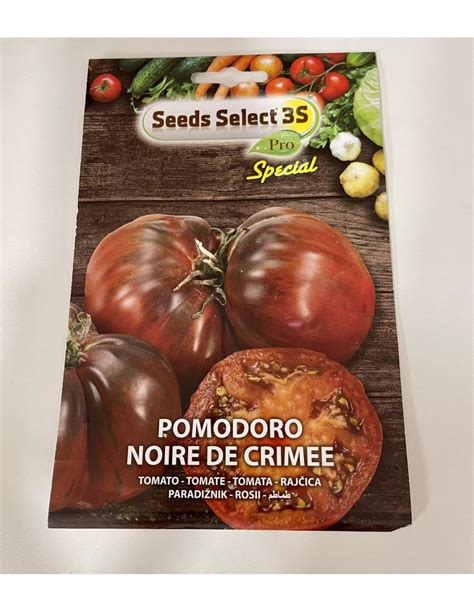 Seeds Select 3S
Pro
Special
POMODORO
NOIRE DE CRIMEE
TOMATO - TOMATE - TOMATA - RAJČICA
PARADIŽNIK - ROSII - طماطم